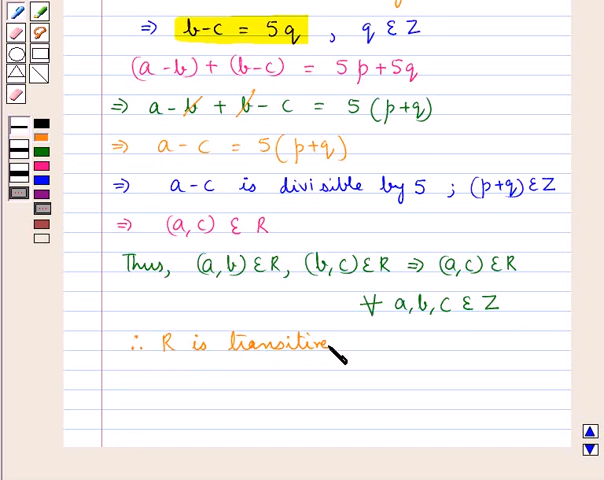 ⇒ b-c = 5q , q ε Z
(a-b) + (b-c) = 5p+5q
⇒ a - b + b - c = 5(p+q)
⇒ a - c = 5(p+q)
⇒ a-c is divisible by 5 ; (p+q) ε Z
⇒ (a,c) ε R
Thus, (a,b) ε R, (b,c) ε R ⇒ (a,c) ε R
∀ a,b,c ε Z
∴ R is transitive